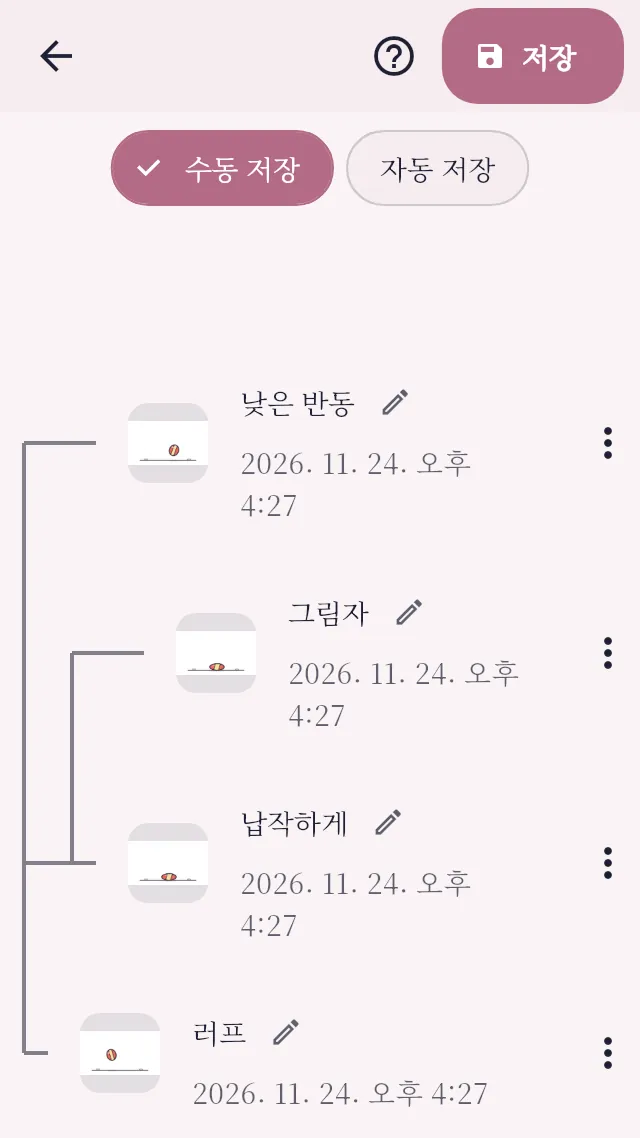 저장
수동 저장
자동 저장
낮은 반동
2026. 11. 24. 오후
4:27
그림자
2026. 11. 24. 오후
4:27
납작하게
2026. 11. 24. 오후
4:27
러프
2026. 11. 24. 오후 4:27